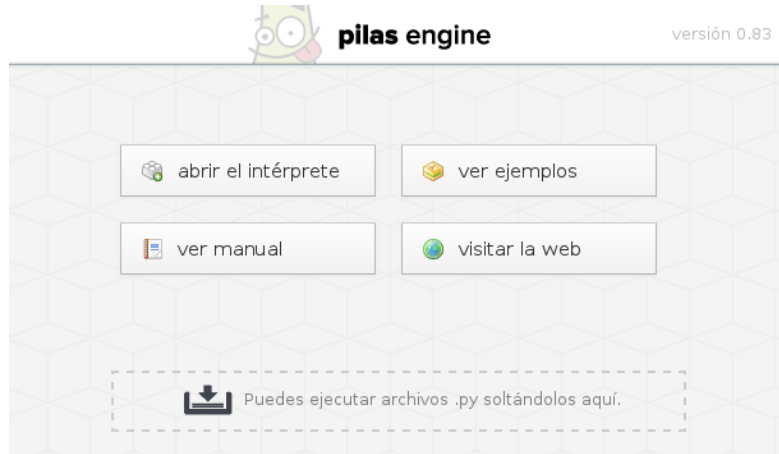 pilas engine
versión 0.83
abrir el intérprete
ver ejemplos
ver manual
visitar la web
Puedes ejecutar archivos .py soltándolos aquí.